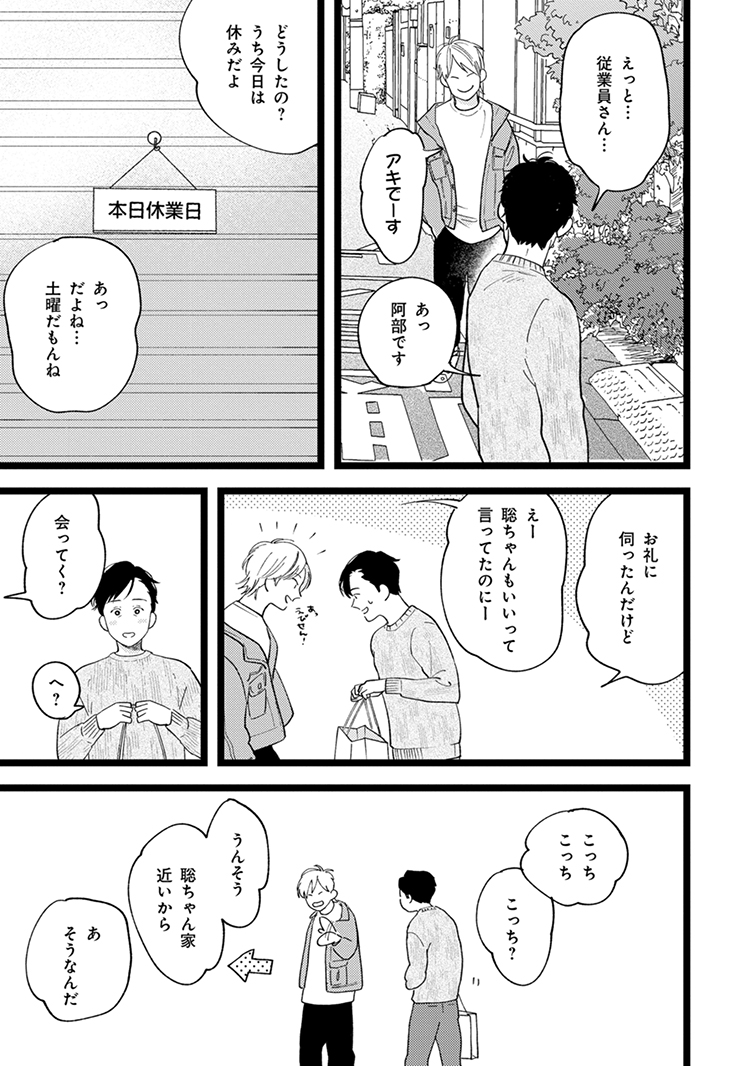 えっと…
従業員さん…
アキでーす
あっ
阿部です
どうしたの?
うち今日は
休みだよ
本日休業日
あっ
だよね…
土曜だもんね
お礼に
伺ったんだけど
えー
聡ちゃんもいいって
言ってたのにー
あ、
えびせん!
会ってく?
へ?
こっち
こっち
こっち?
うんそう
聡ちゃん家
近いから
あ
そうなんだ